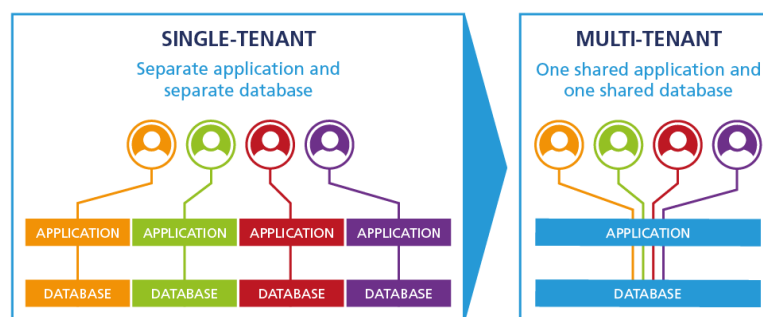 SINGLE-TENANT
Separate application and
separate database
APPLICATION APPLICATION APPLICATION APPLICATION
DATABASE DATABASE DATABASE DATABASE
MULTI-TENANT
One shared application and
one shared database
APPLICATION
DATABASE